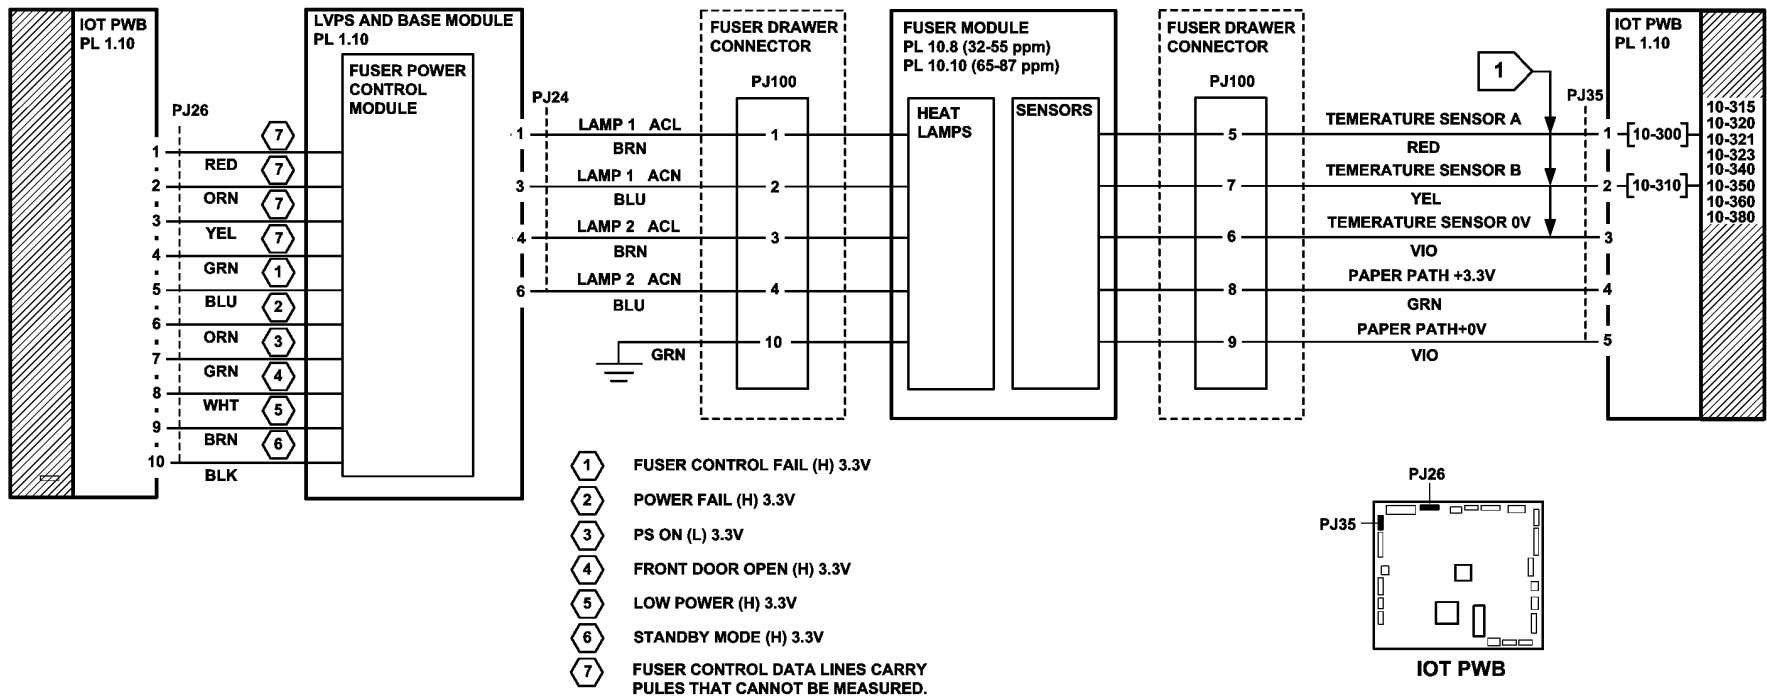 IOT PWB
PL 1.10
PJ26
1
2
3
4
5
6
7
8
9
10
RED
ORN
YEL
GRN
BLU
ORN
GRN
WHT
BRN
BLK
7
7
7
7
1
2
3
4
5
6
LVPS AND BASE MODULE
PL 1.10
FUSER POWER
CONTROL
MODULE
PJ24
1
3
4
6
LAMP 1 ACL
BRN
LAMP 1 ACN
BLU
LAMP 2 ACL
BRN
LAMP 2 ACN
BLU
GRN
FUSER DRAWER
CONNECTOR
PJ100
1
2
3
4
10
FUSER MODULE
PL 10.8 (32-55 ppm)
PL 10.10 (65-87 ppm)
HEAT
LAMPS
SENSORS
FUSER DRAWER
CONNECTOR
PJ100
5
7
6
8
9
1
TEMERATURE SENSOR A
RED
TEMERATURE SENSOR B
YEL
TEMERATURE SENSOR 0V
VIO
PAPER PATH +3.3V
GRN
PAPER PATH+0V
VIO
PJ35
1
2
3
4
5
IOT PWB
PL 1.10
10-300
10-310
10-315
10-320
10-321
10-323
10-340
10-350
10-360
10-380
1 FUSER CONTROL FAIL (H) 3.3V
2 POWER FAIL (H) 3.3V
3 PS ON (L) 3.3V
4 FRONT DOOR OPEN (H) 3.3V
5 LOW POWER (H) 3.3V
6 STANDBY MODE (H) 3.3V
7 FUSER CONTROL DATA LINES CARRY
PULES THAT CANNOT BE MEASURED.
PJ26
PJ35
IOT PWB